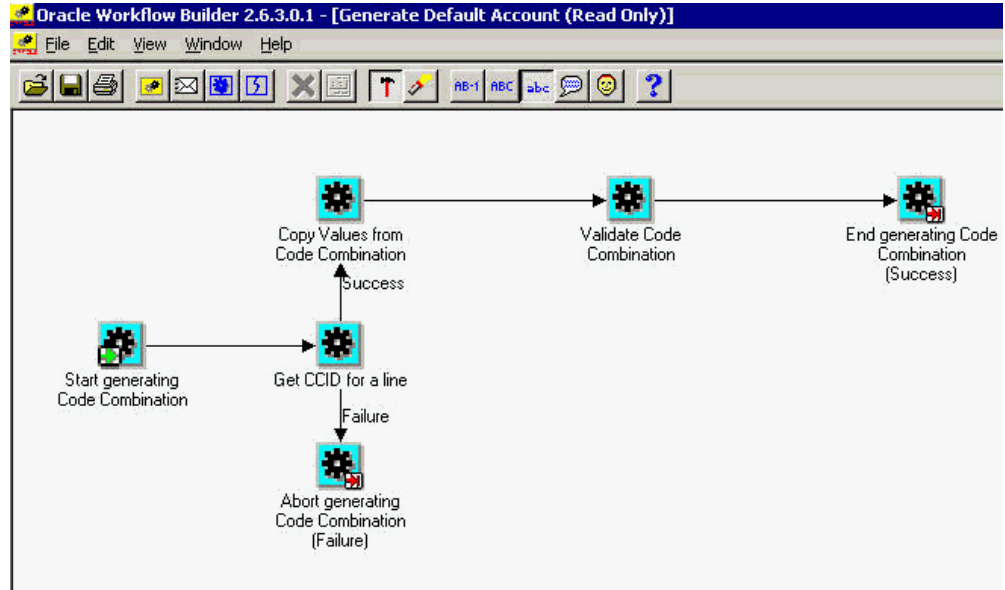 Oracle Workflow Builder 2.6.3.0.1 - [Generate Default Account (Read Only)]
File Edit View Window Help
AB-1 ABC abc ?
Copy Values from
Code Combination
Validate Code
Combination
End generating Code
Combination
(Success)
Success
Start generating
Code Combination
Get CCID for a line
Failure
Abort generating
Code Combination
(Failure)